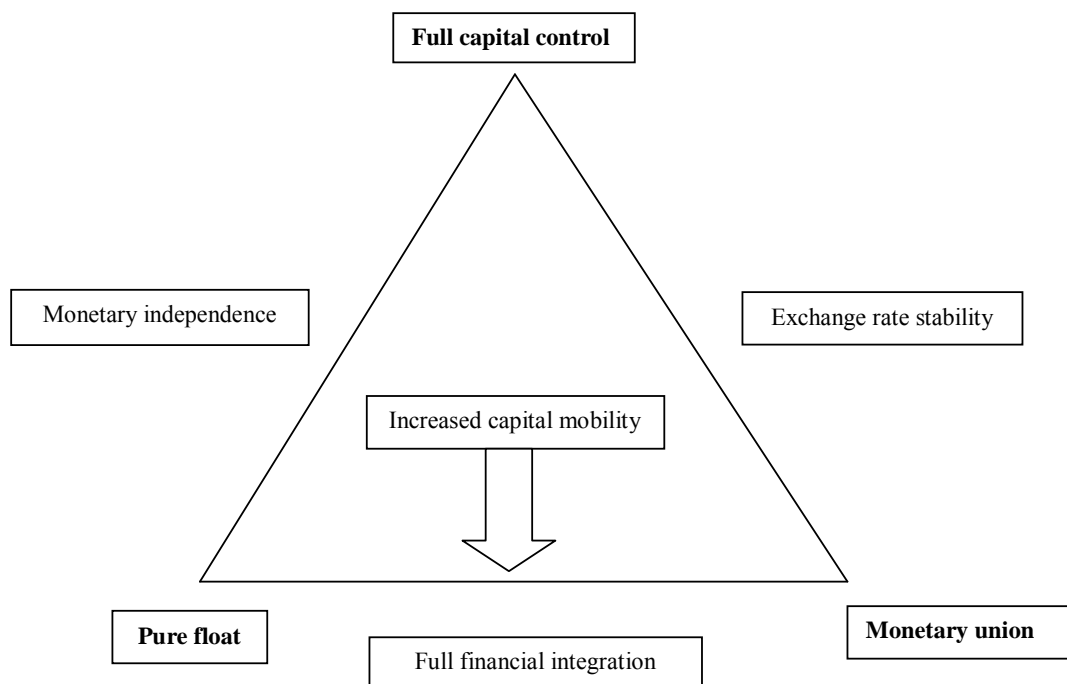 Full capital control
Monetary independence
Exchange rate stability
Increased capital mobility
Pure float
Monetary union
Full financial integration